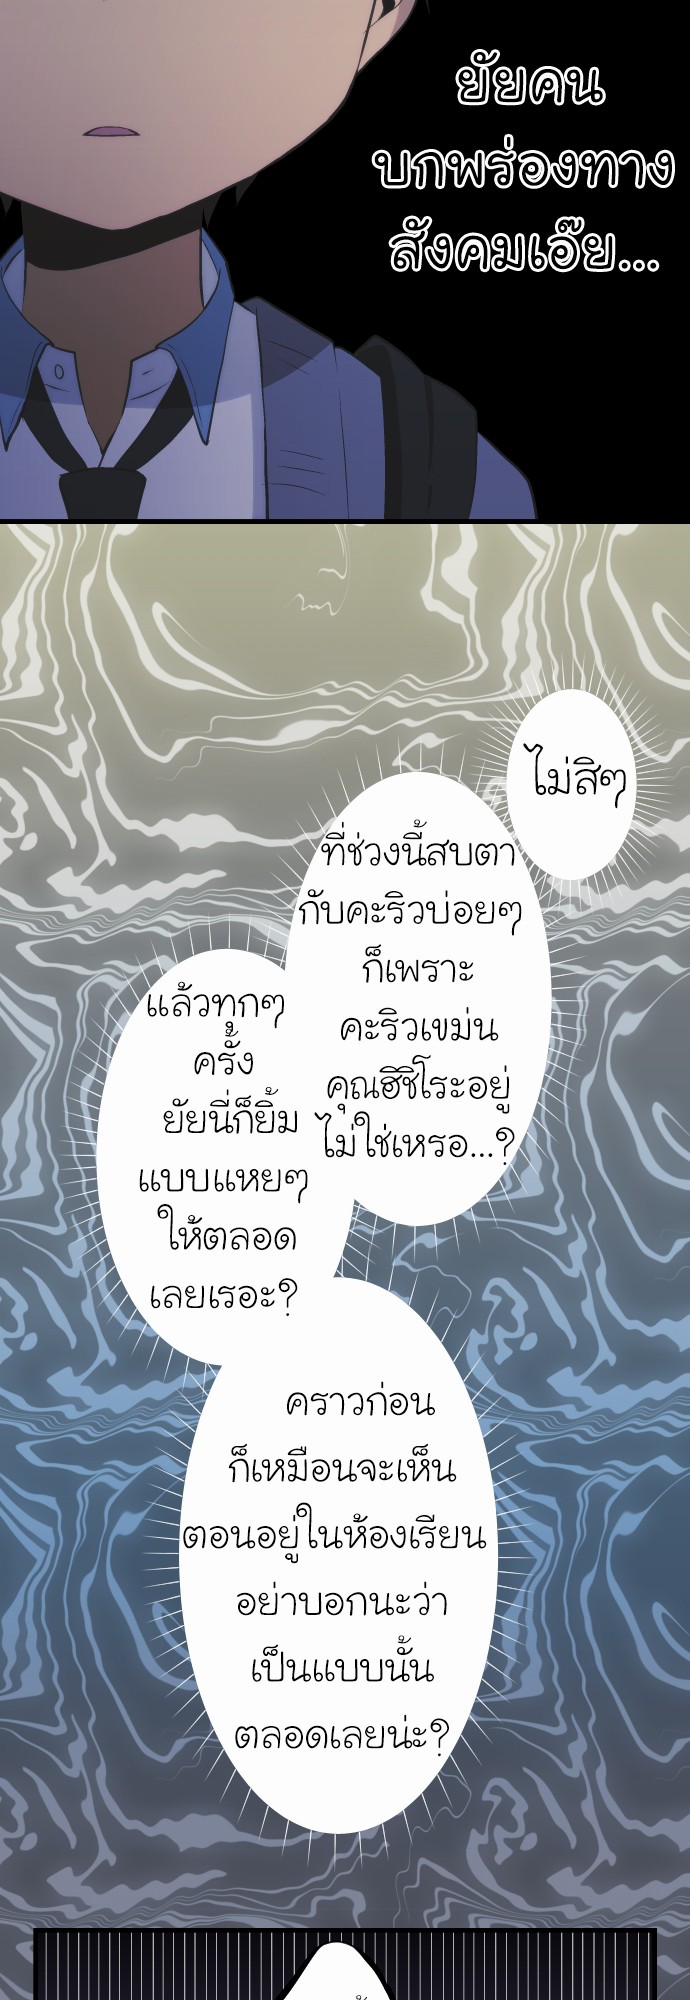 ยัยคน
บกพร่องทาง
สังคมเอ๊ย...
ไม่สิๆ
ที่ช่วงนี้สบตา
กับคะริวบ่อยๆ
ก็เพราะ
คะริวเขม่น
คุณฮิชิโระอยู่
ไม่ใช่เหรอ...?
แล้วทุกๆ
ครั้ง
ยัยนี่ก็ยิ้ม
แบบแหยๆ
ให้ตลอด
เลยเรอะ?
คราวก่อน
ก็เหมือนจะเห็น
ตอนอยู่ในห้องเรียน
อย่าบอกนะว่า
เป็นแบบนั้น
ตลอดเลยน่ะ?